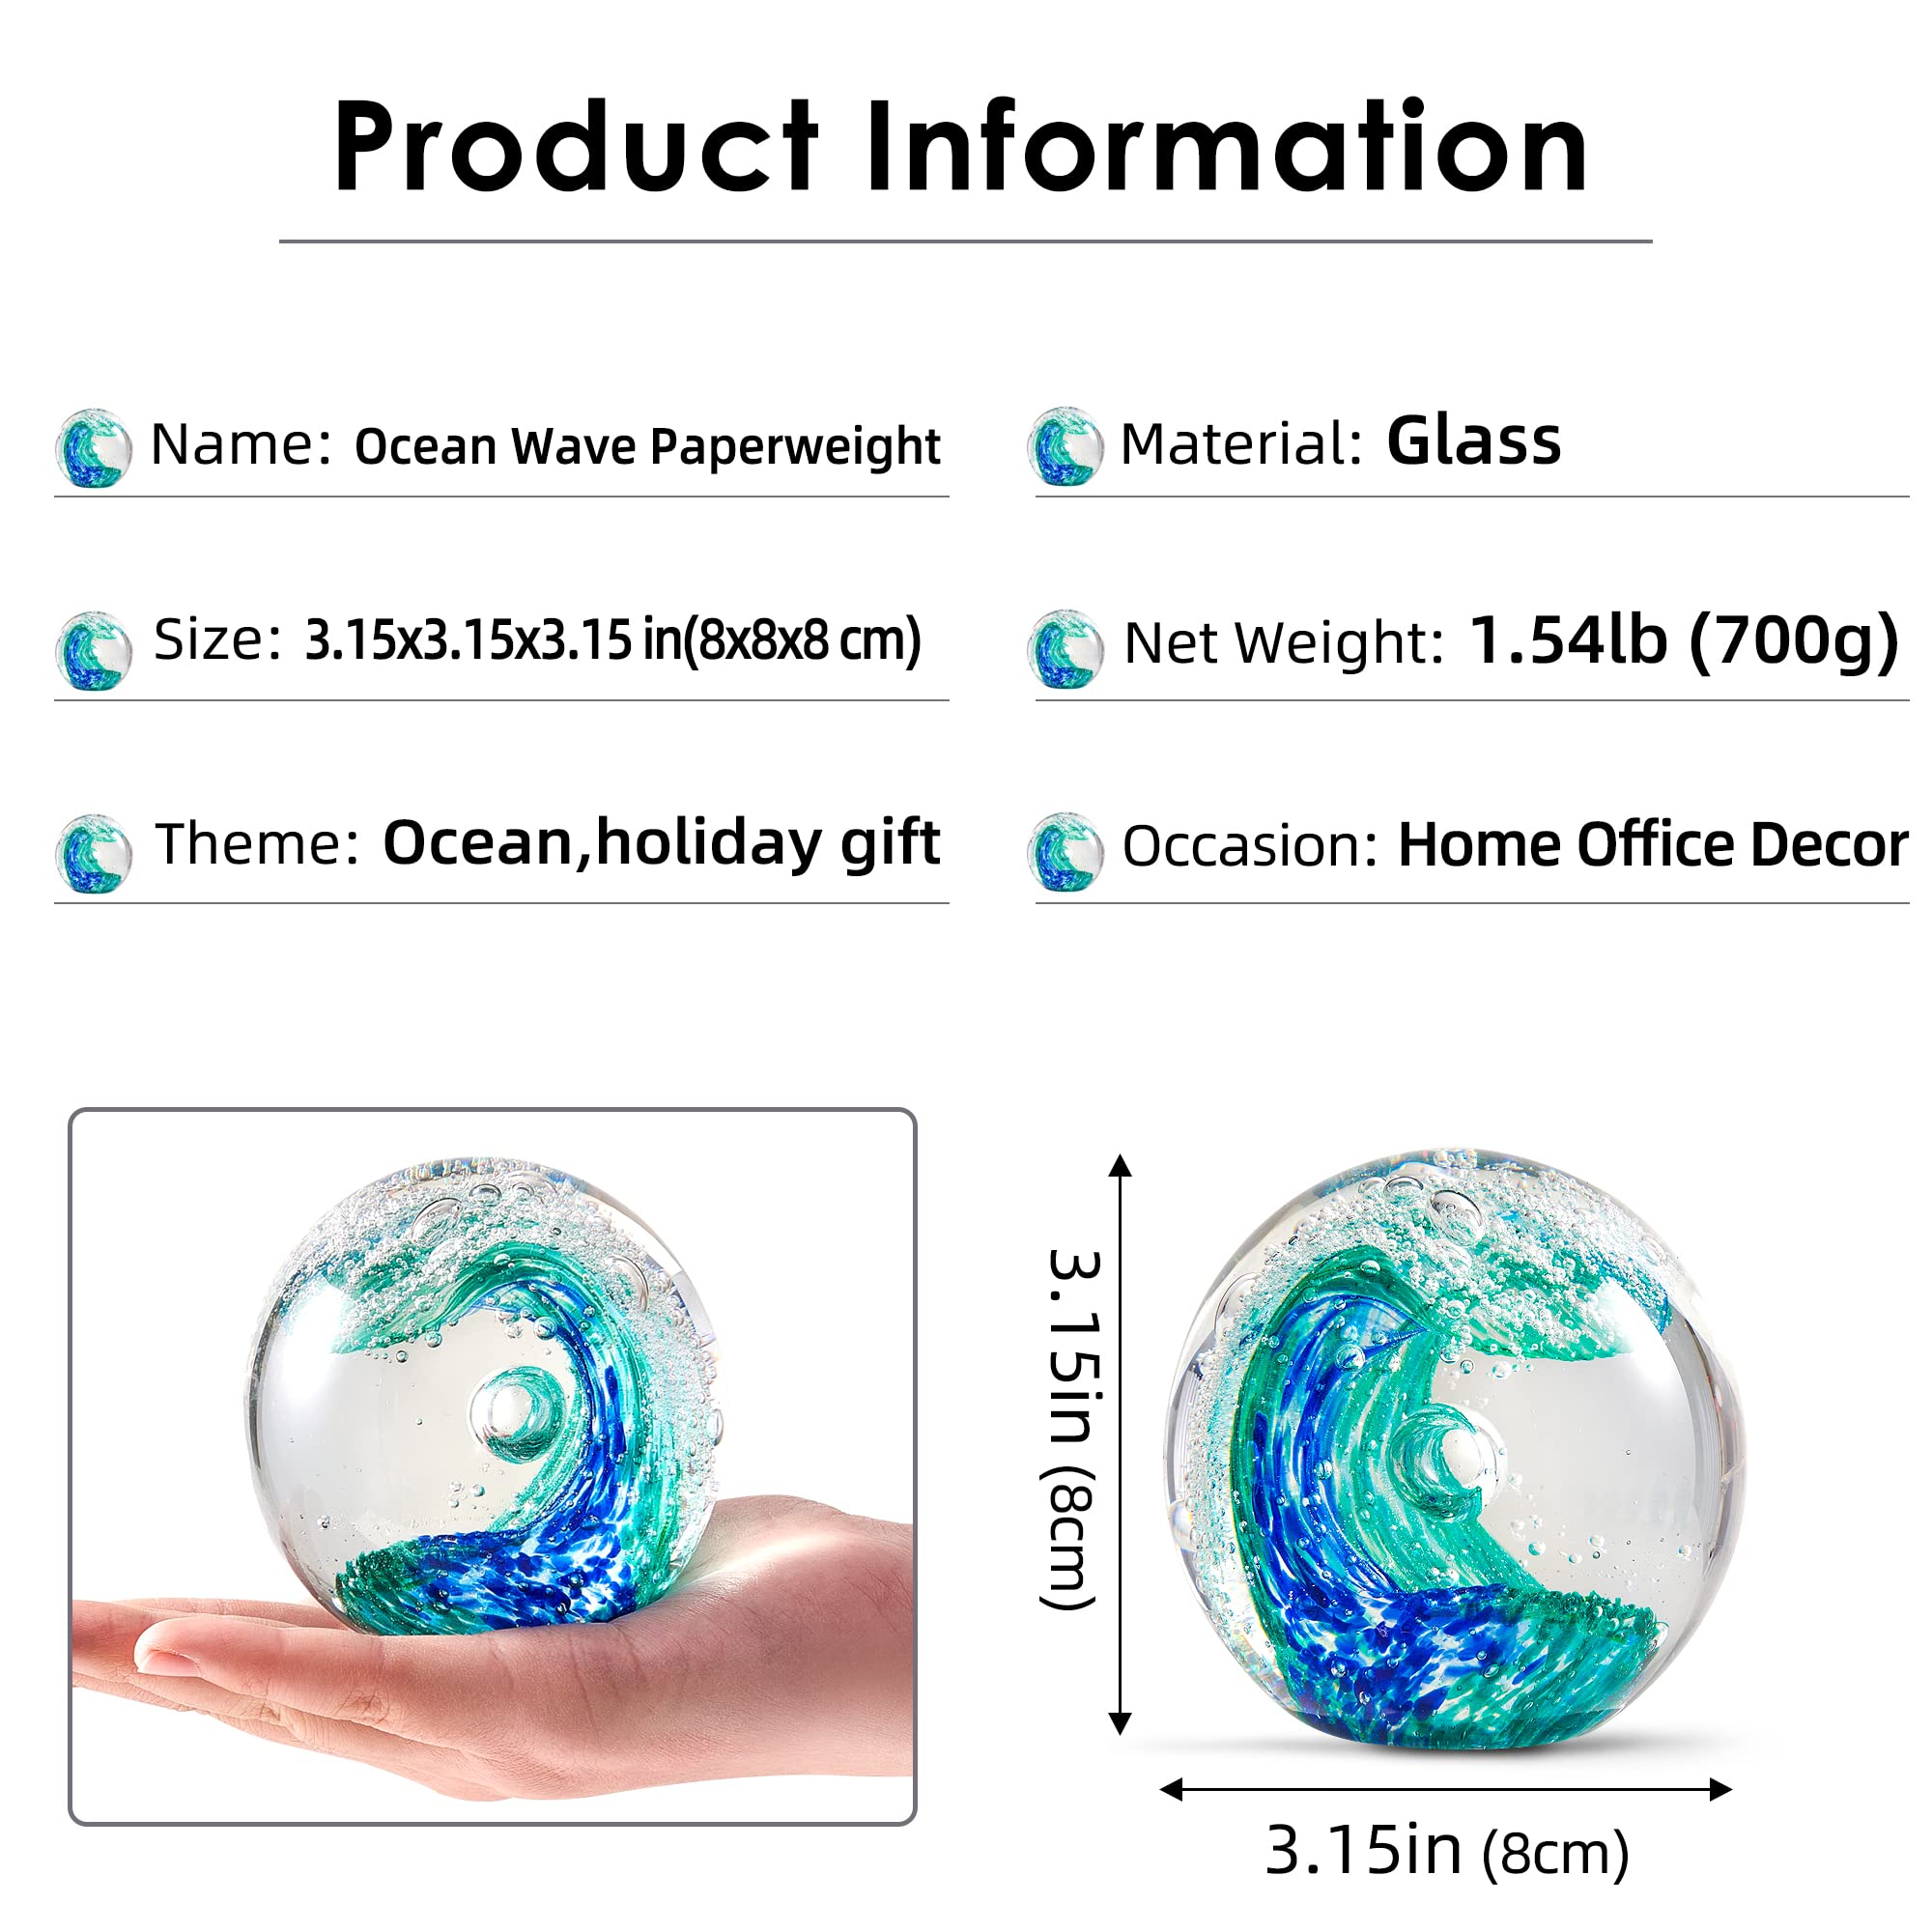 Product Information
Name: Ocean Wave Paperweight
Material: Glass
Size: 3.15x3.15x3.15 in(8x8x8 cm)
Net Weight: 1.54lb (700g)
Theme: Ocean,holiday gift
Occasion: Home Office Decor
3.15in (8cm)
3.15in (8cm)